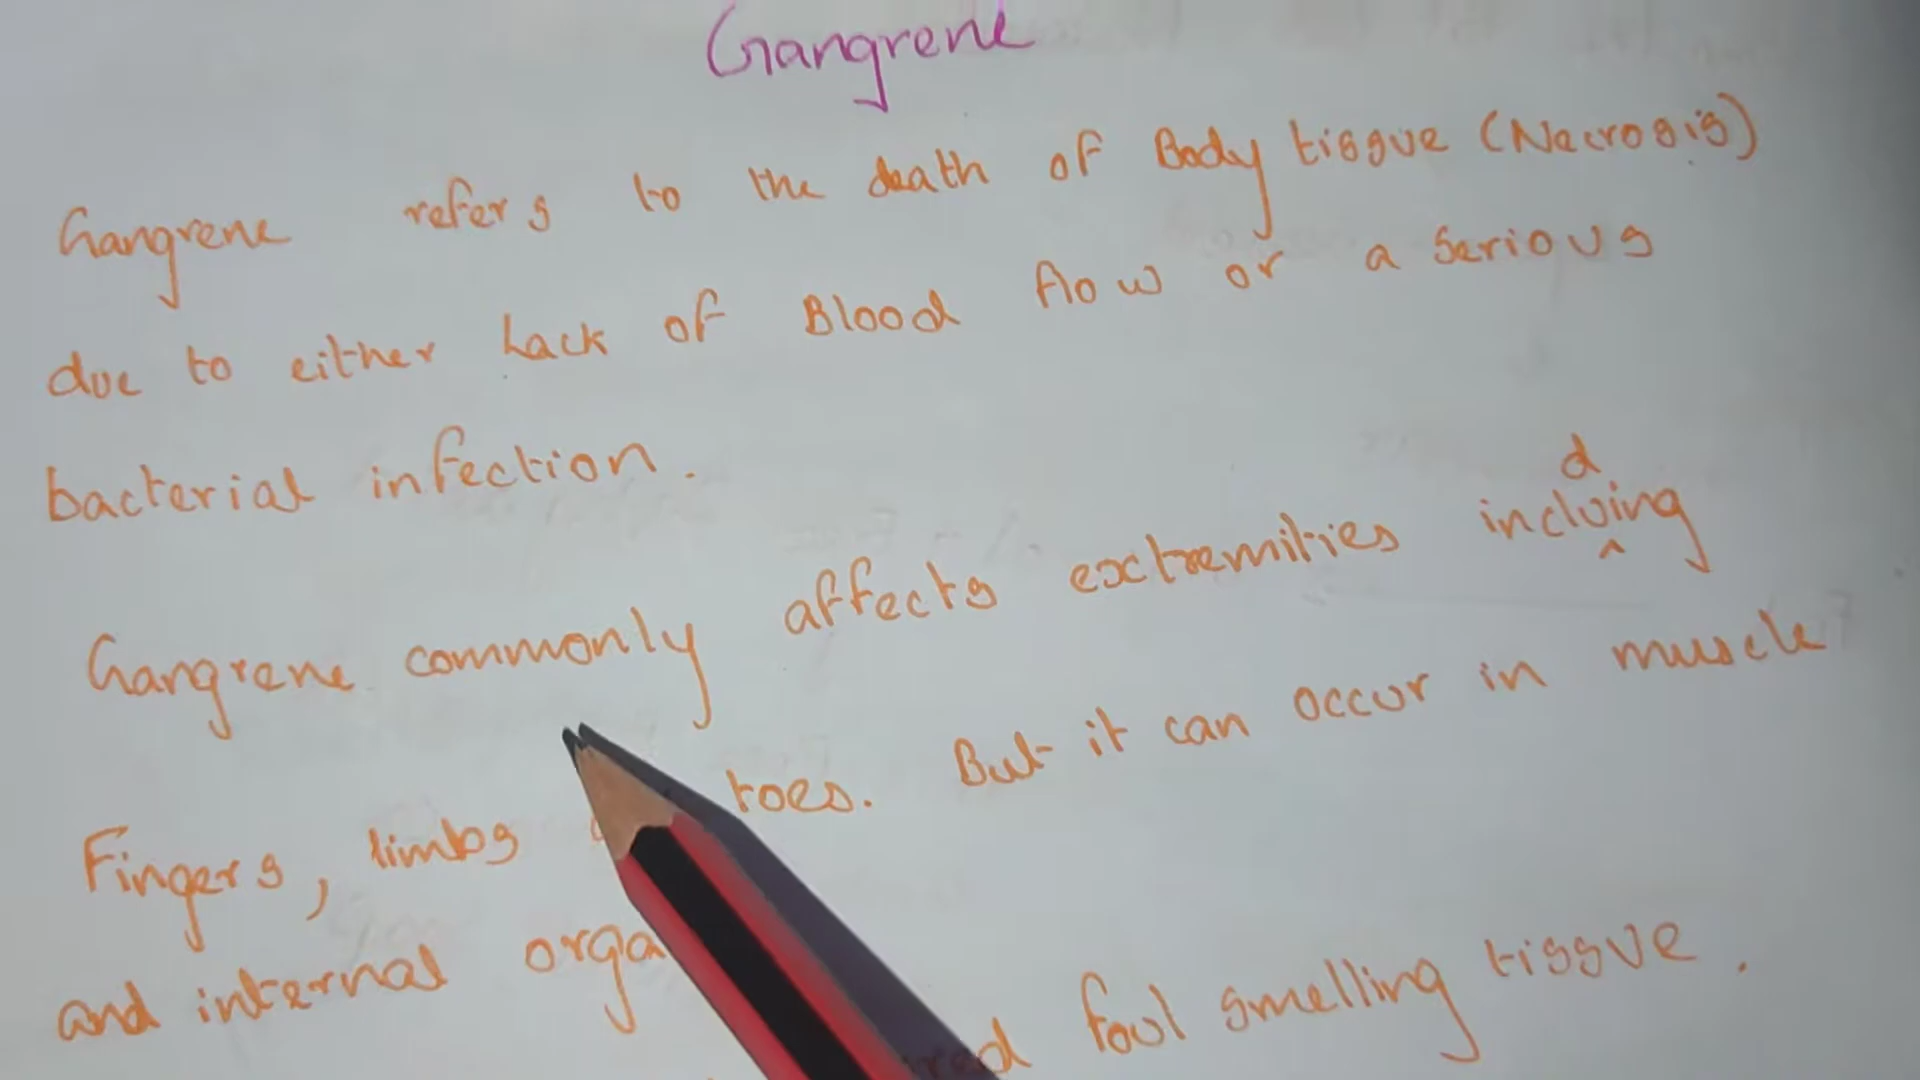 Gangrene
Gangrene refers to the death of Body tissue (Necrosis)
due to either Lack of Blood flow or a serious
bacterial infection.
Gangrene commonly affects extremities including
Fingers, limbs toes. But it can occur in muscle
and internal
foul smelling tissue.